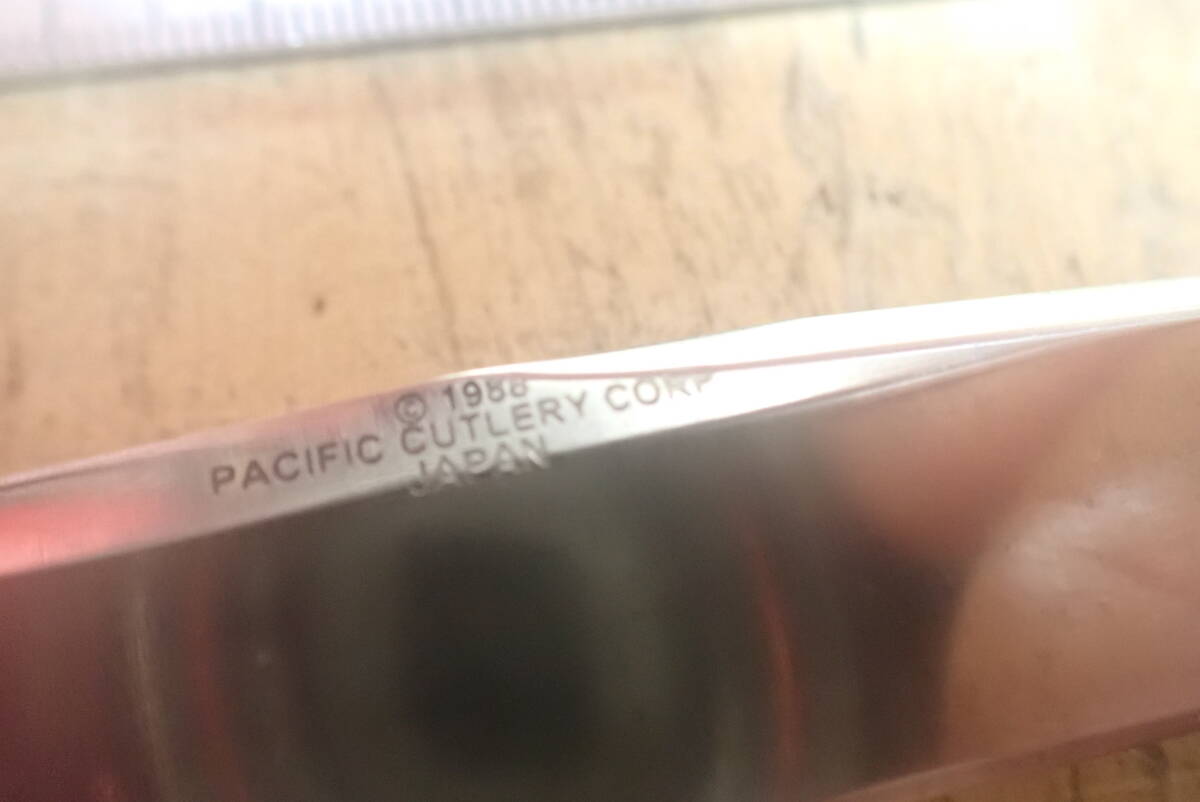 © 1988
PACIFIC CUTLERY CORP
JAPAN